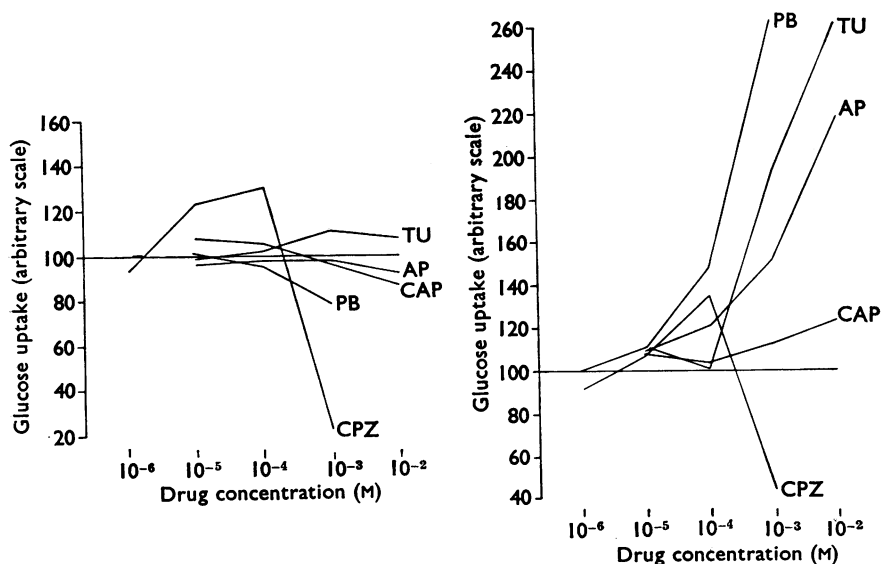 Glucose uptake (arbitrary scale)
160
140
120
100
80
60
40
20
TU
AP
CAP
PB
CPZ
10⁻⁶ 10⁻⁵ 10⁻⁴ 10⁻³ 10⁻²
Drug concentration (M)
Glucose uptake (arbitrary scale)
260
240
220
200
180
160
140
120
100
80
60
40
PB
TU
AP
CAP
CPZ
10⁻⁶ 10⁻⁵ 10⁻⁴ 10⁻³ 10⁻²
Drug concentration (M)